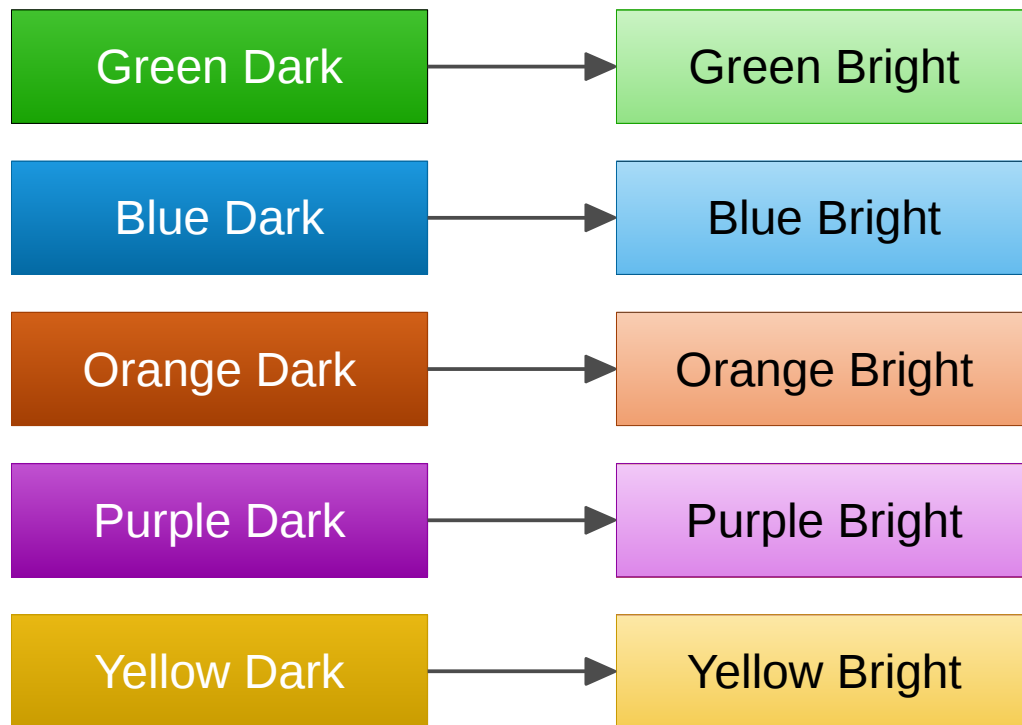 Green Dark
Green Bright
Blue Dark
Blue Bright
Orange Dark
Orange Bright
Purple Dark
Purple Bright
Yellow Dark
Yellow Bright